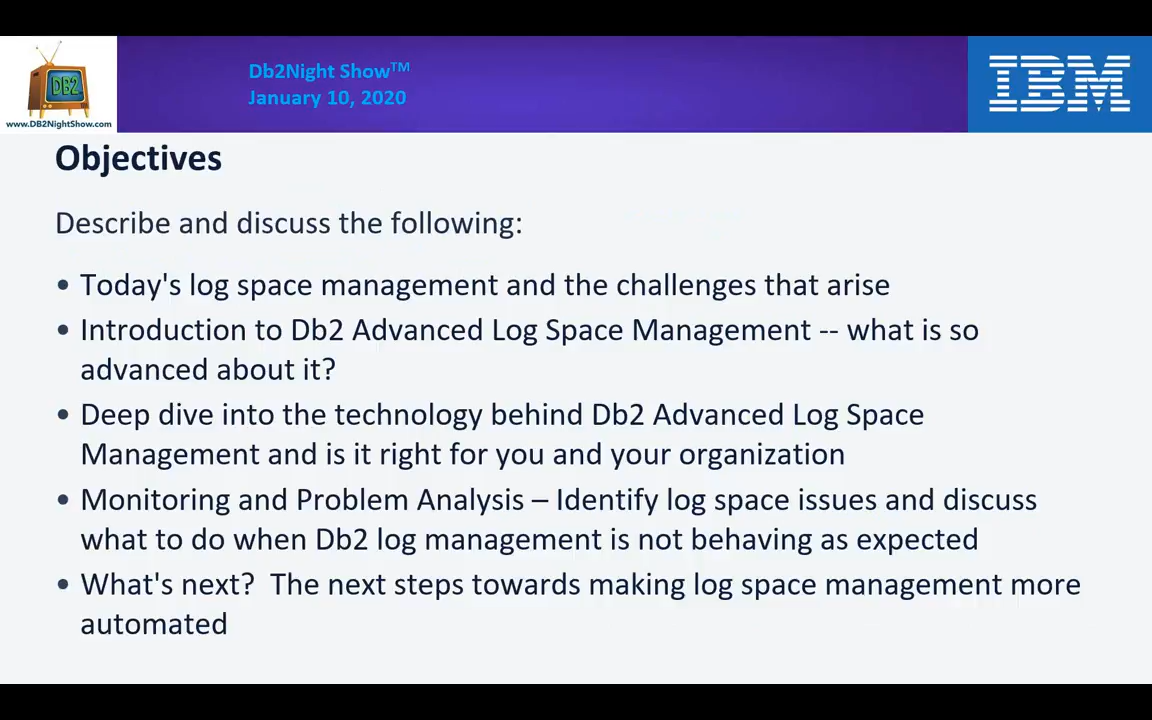 Db2Night Show™
January 10, 2020
DB2
www.DB2NightShow.com
IBM
Objectives
Describe and discuss the following:
• Today's log space management and the challenges that arise
• Introduction to Db2 Advanced Log Space Management -- what is so
advanced about it?
• Deep dive into the technology behind Db2 Advanced Log Space
Management and is it right for you and your organization
• Monitoring and Problem Analysis – Identify log space issues and discuss
what to do when Db2 log management is not behaving as expected
• What's next?  The next steps towards making log space management more
automated